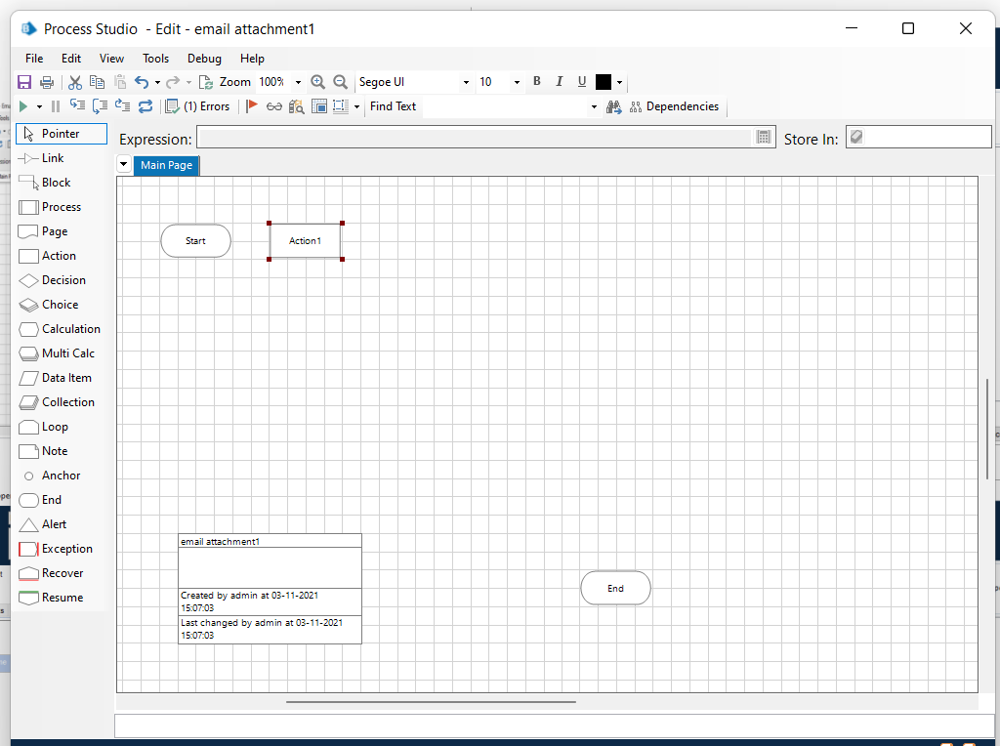 Process Studio - Edit - email attachment1
File Edit View Tools Debug Help
Zoom 100% Segoe UI 10 B I U
(1) Errors Find Text Dependencies
Pointer
Expression: Store In:
Link
Main Page
Block
Process
Page
Action
Decision
Choice
Calculation
Multi Calc
Data Item
Collection
Loop
Note
Anchor
End
Alert
Exception
Recover
Resume
Start Action1
email attachment1
Created by admin at 03-11-2021
15:07:03
Last changed by admin at 03-11-2021
15:07:03
End